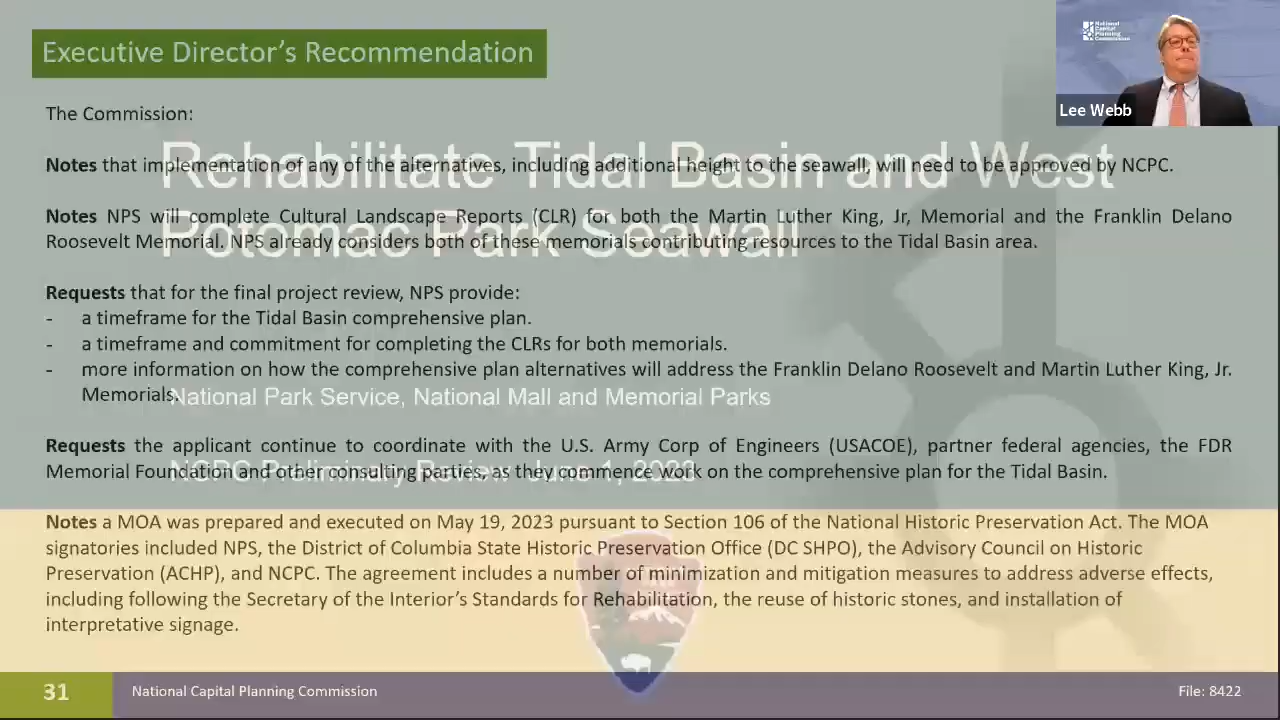 Executive Director's Recommendation
National
Capital
Planning
Commission
Lee Webb
The Commission:
Rehabilitate Tidal Basin and West
Potomac Park Seawall
Notes that implementation of any of the alternatives, including additional height to the seawall, will need to be approved by NCPC.
Notes NPS will complete Cultural Landscape Reports (CLR) for both the Martin Luther King, Jr, Memorial and the Franklin Delano
Roosevelt Memorial. NPS already considers both of these memorials contributing resources to the Tidal Basin area.
Requests that for the final project review, NPS provide:
- a timeframe for the Tidal Basin comprehensive plan.
- a timeframe and commitment for completing the CLRs for both memorials.
- more information on how the comprehensive plan alternatives will address the Franklin Delano Roosevelt and Martin Luther King, Jr.
Memorials.
National Park Service, National Mall and Memorial Parks
Requests the applicant continue to coordinate with the U.S. Army Corp of Engineers (USACOE), partner federal agencies, the FDR
Memorial Foundation and other consulting parties, as they commence work on the comprehensive plan for the Tidal Basin.
NCPC Preliminary Review June 1, 2023
Notes a MOA was prepared and executed on May 19, 2023 pursuant to Section 106 of the National Historic Preservation Act. The MOA
signatories included NPS, the District of Columbia State Historic Preservation Office (DC SHPO), the Advisory Council on Historic
Preservation (ACHP), and NCPC. The agreement includes a number of minimization and mitigation measures to address adverse effects,
including following the Secretary of the Interior's Standards for Rehabilitation, the reuse of historic stones, and installation of
interpretative signage.
31
National Capital Planning Commission
File: 8422